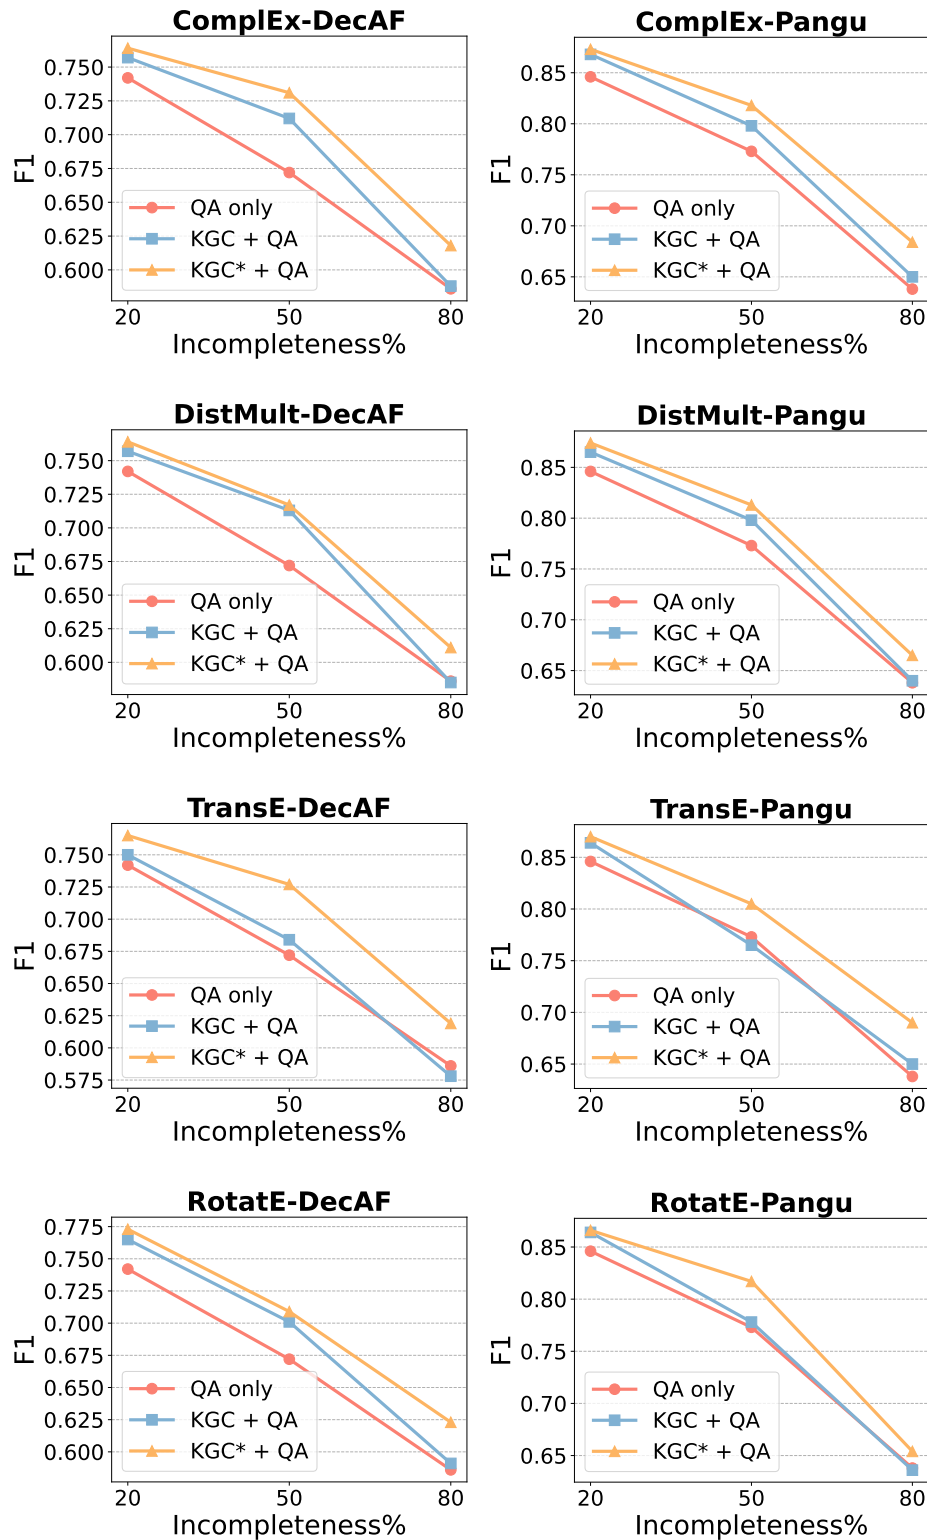 ComplEx-DecAF
F1
0.750
0.725
0.700
0.675
0.650
0.625
0.600
QA only
KGC + QA
KGC* + QA
20 50 80
Incompleteness%
ComplEx-Pangu
F1
0.85
0.80
0.75
0.70
0.65
QA only
KGC + QA
KGC* + QA
20 50 80
Incompleteness%
DistMult-DecAF
F1
0.750
0.725
0.700
0.675
0.650
0.625
0.600
QA only
KGC + QA
KGC* + QA
20 50 80
Incompleteness%
DistMult-Pangu
F1
0.85
0.80
0.75
0.70
0.65
QA only
KGC + QA
KGC* + QA
20 50 80
Incompleteness%
TransE-DecAF
F1
0.750
0.725
0.700
0.675
0.650
0.625
0.600
0.575
QA only
KGC + QA
KGC* + QA
20 50 80
Incompleteness%
TransE-Pangu
F1
0.85
0.80
0.75
0.70
0.65
QA only
KGC + QA
KGC* + QA
20 50 80
Incompleteness%
RotatE-DecAF
F1
0.775
0.750
0.725
0.700
0.675
0.650
0.625
0.600
QA only
KGC + QA
KGC* + QA
20 50 80
Incompleteness%
RotatE-Pangu
F1
0.85
0.80
0.75
0.70
0.65
QA only
KGC + QA
KGC* + QA
20 50 80
Incompleteness%